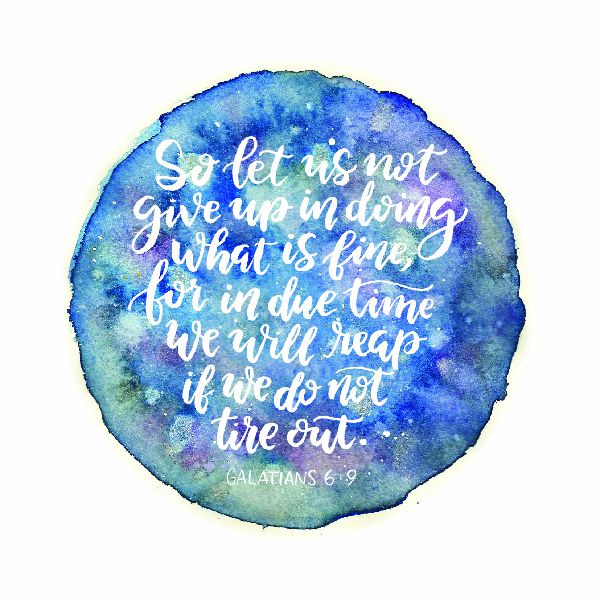 So let us not
give up in doing
what is fine,
for in due time
we will reap
if we do not
tire out.
GALATIANS 6:9